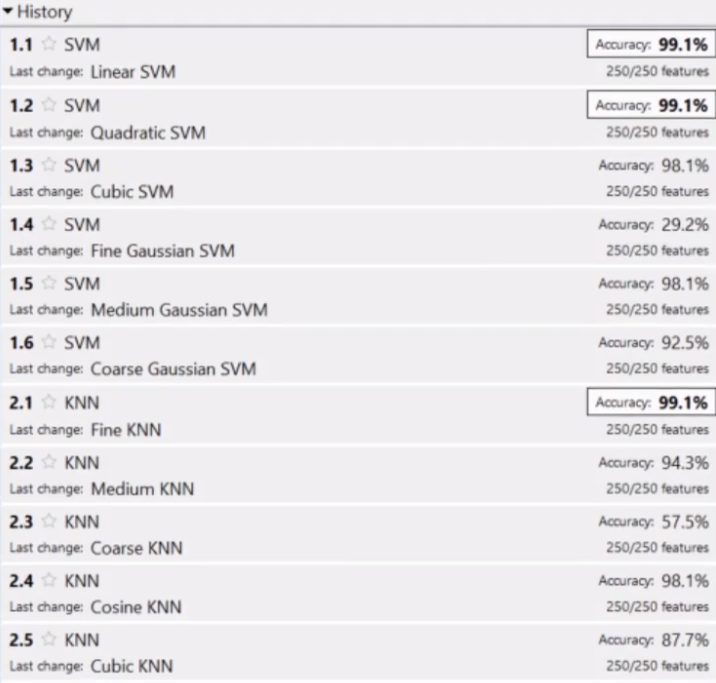 History
1.1 SVM Accuracy: 99.1%
Last change: Linear SVM 250/250 features
1.2 SVM Accuracy: 99.1%
Last change: Quadratic SVM 250/250 features
1.3 SVM Accuracy: 98.1%
Last change: Cubic SVM 250/250 features
1.4 SVM Accuracy: 29.2%
Last change: Fine Gaussian SVM 250/250 features
1.5 SVM Accuracy: 98.1%
Last change: Medium Gaussian SVM 250/250 features
1.6 SVM Accuracy: 92.5%
Last change: Coarse Gaussian SVM 250/250 features
2.1 KNN Accuracy: 99.1%
Last change: Fine KNN 250/250 features
2.2 KNN Accuracy: 94.3%
Last change: Medium KNN 250/250 features
2.3 KNN Accuracy: 57.5%
Last change: Coarse KNN 250/250 features
2.4 KNN Accuracy: 98.1%
Last change: Cosine KNN 250/250 features
2.5 KNN Accuracy: 87.7%
Last change: Cubic KNN 250/250 features